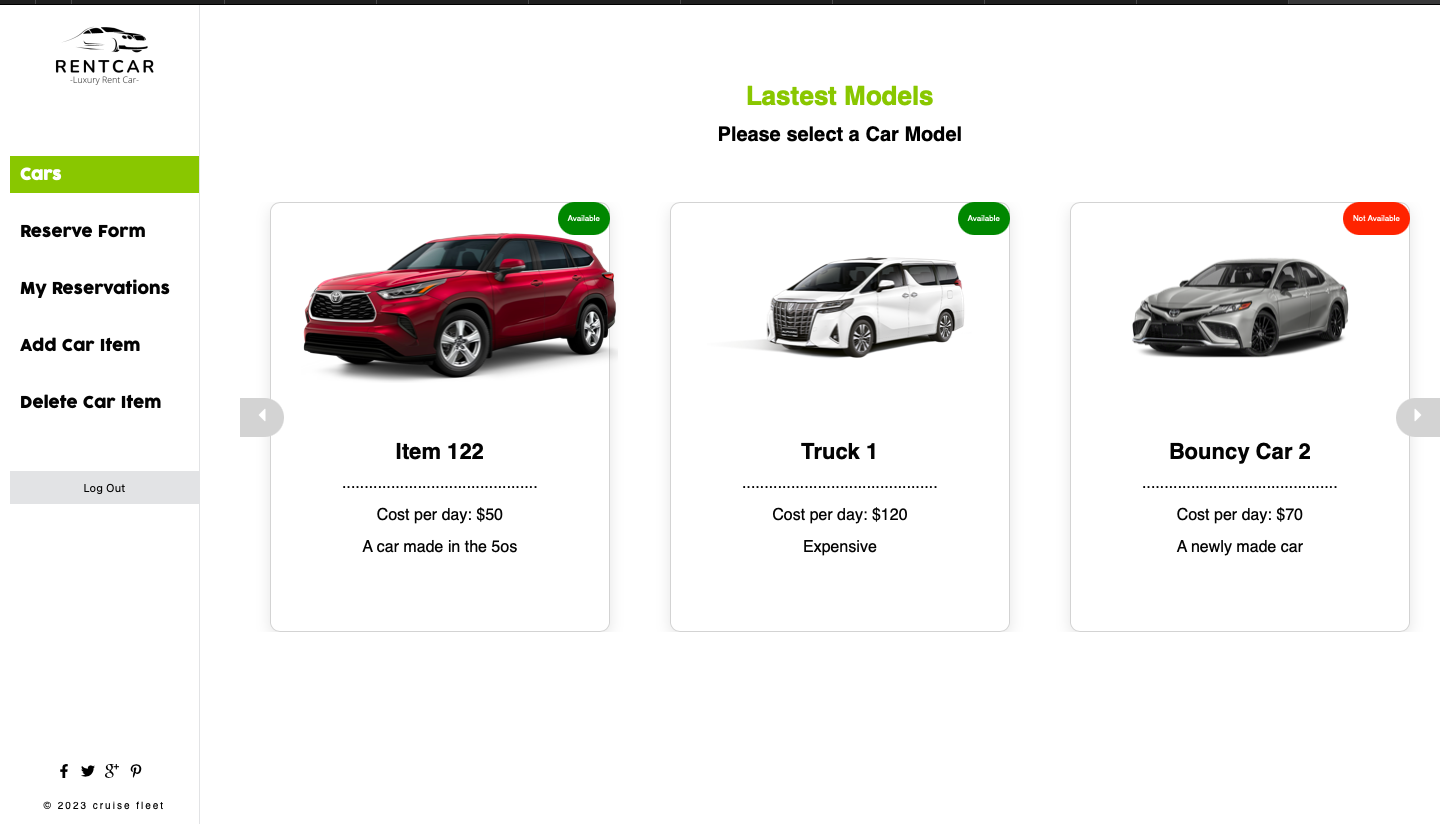 RENTCAR
-Luxury Rent Car-
Cars
Reserve Form
My Reservations
Add Car Item
Delete Car Item
Log Out
© 2023 cruise fleet
Lastest Models
Please select a Car Model
Available
Item 122
Cost per day: $50
A car made in the 5os
Available
Truck 1
Cost per day: $120
Expensive
Not Available
Bouncy Car 2
Cost per day: $70
A newly made car